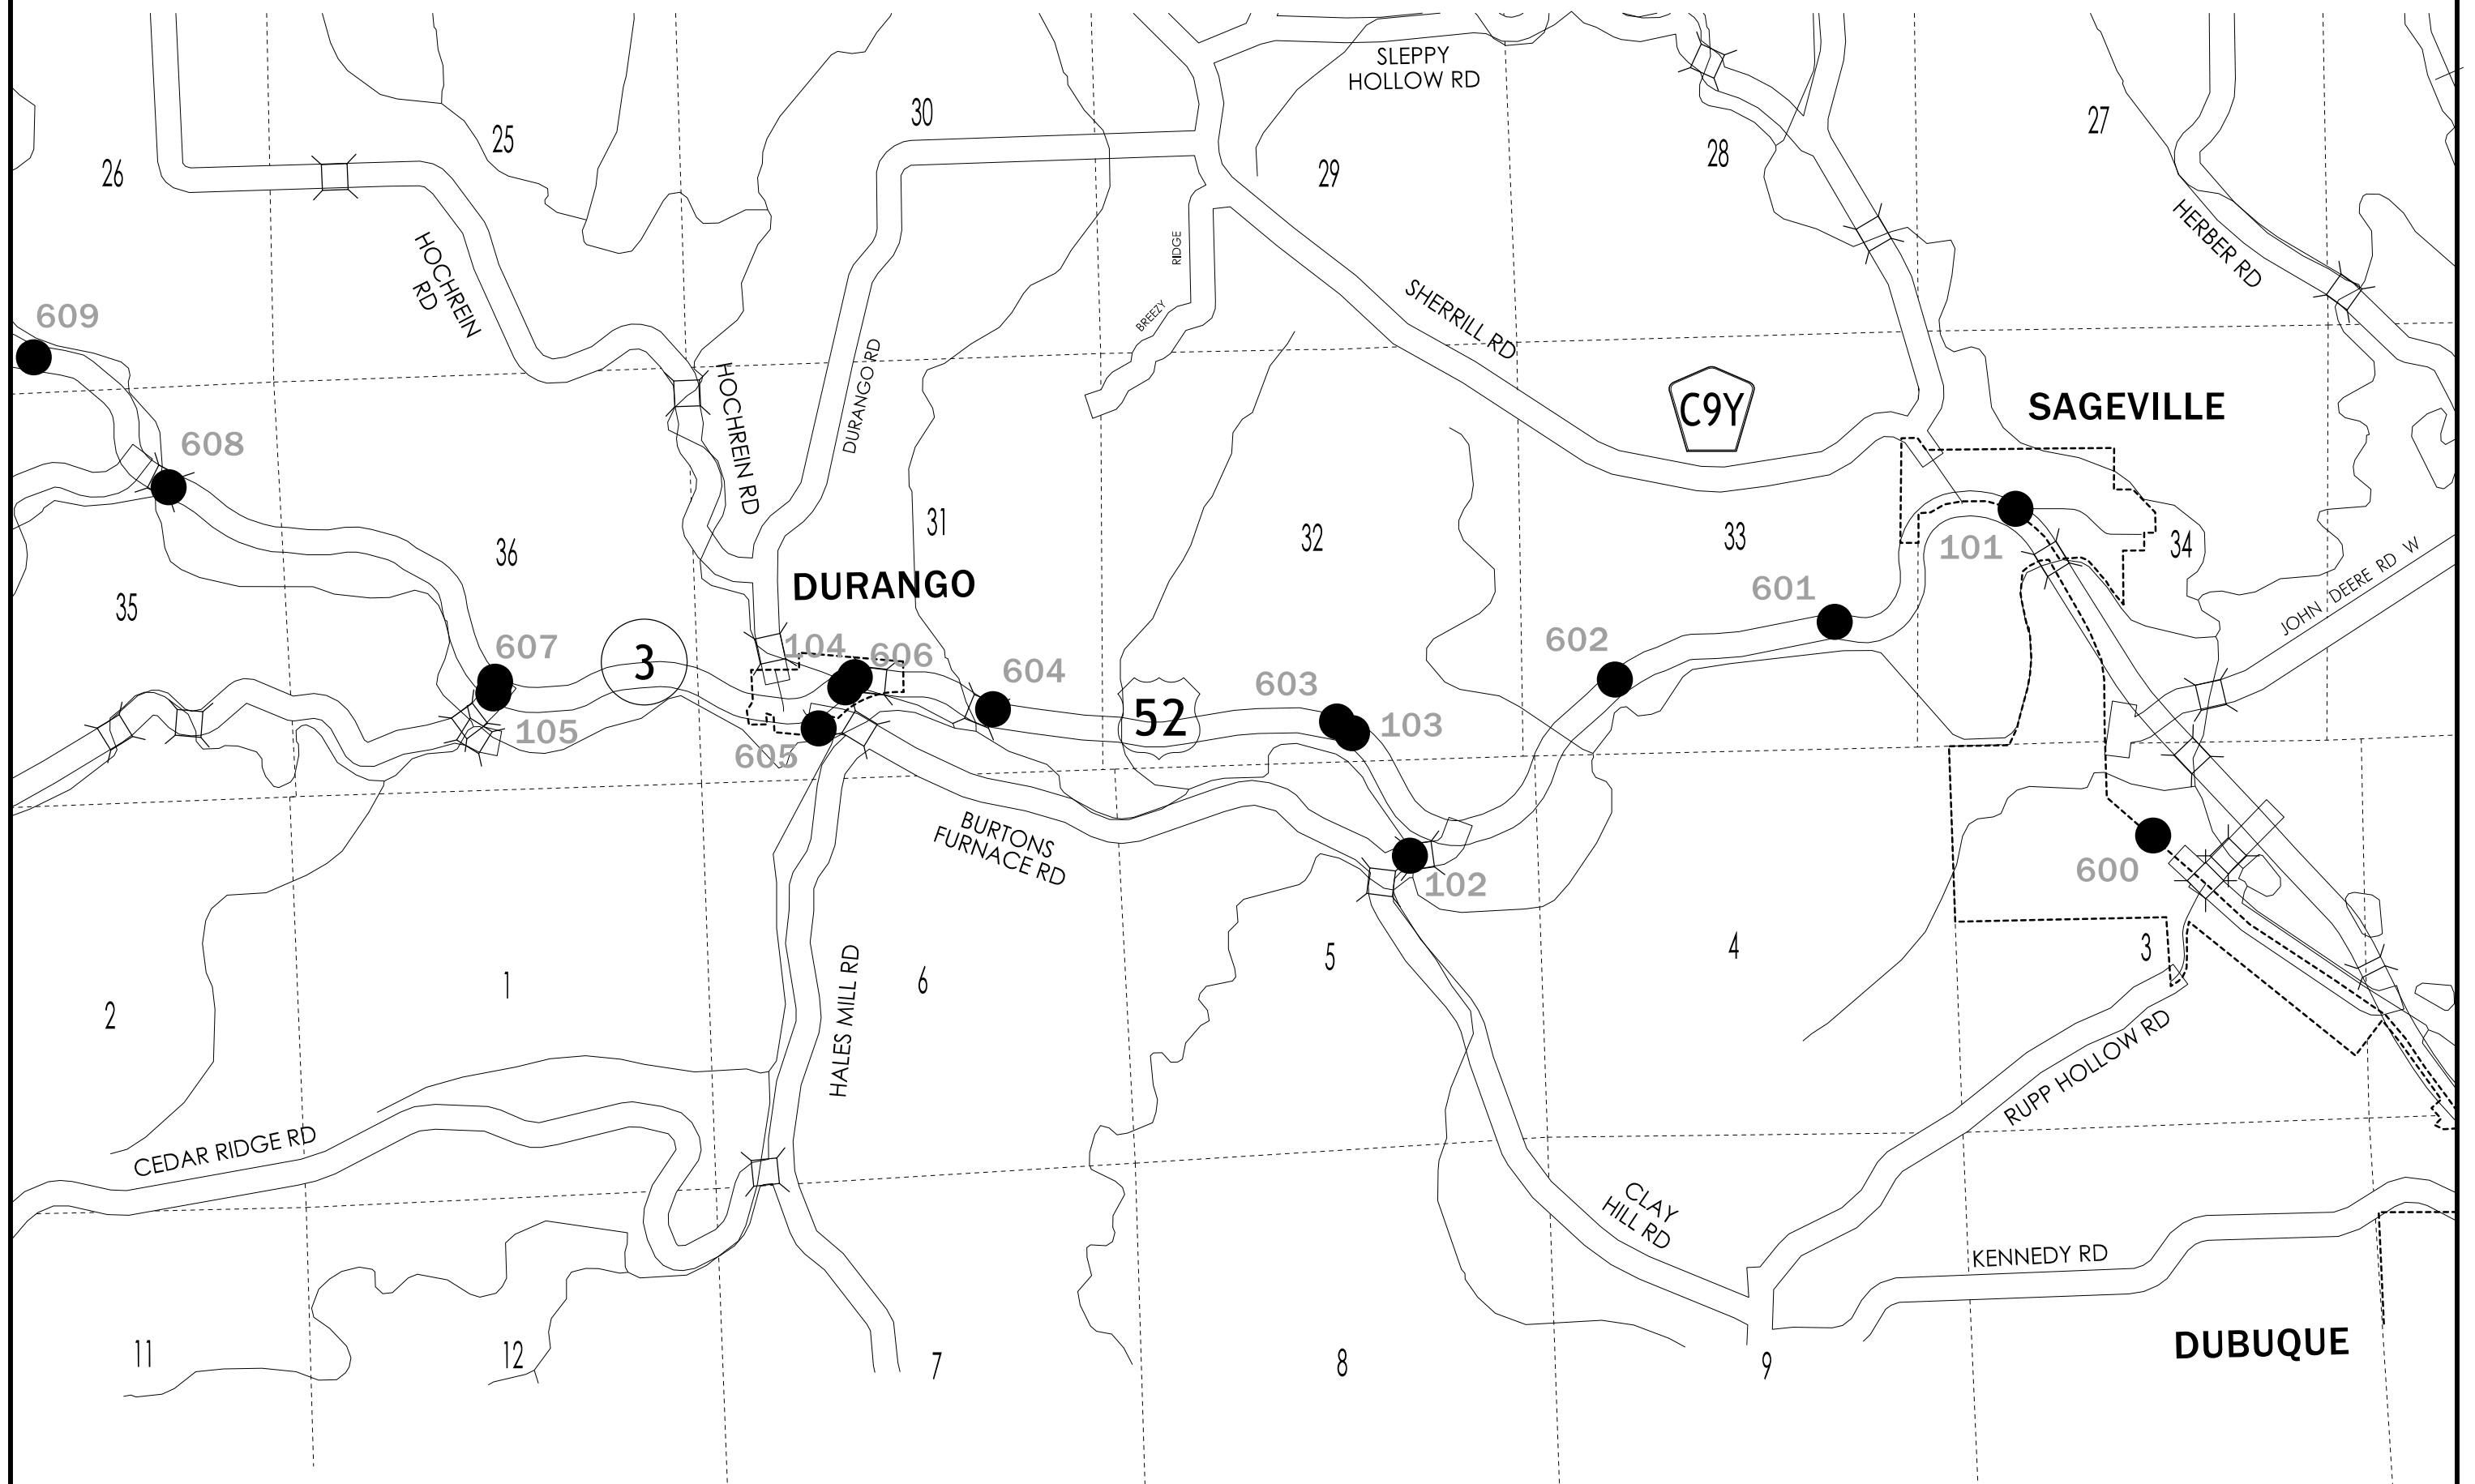 SLEPPY
HOLLOW RD
30
27
25
28
26
29
HERBER RD
HOCHREIN
RD
RIDGE
BREEZY
SHERRILL RD
609
DURANGO RD
HOCHREIN RD
C9Y
SAGEVILLE
608
31
32
33
34
101
36
JOHN DEERE RD W
DURANGO
601
35
602
607
3
104
606
604
603
52
103
105
605
BURTONS
FURNACE RD
600
102
5
4
3
1
6
2
HALES MILL RD
RUPP HOLLOW RD
CEDAR RIDGE RD
CLAY
HILL RD
KENNEDY RD
DUBUQUE
11
12
7
8
9